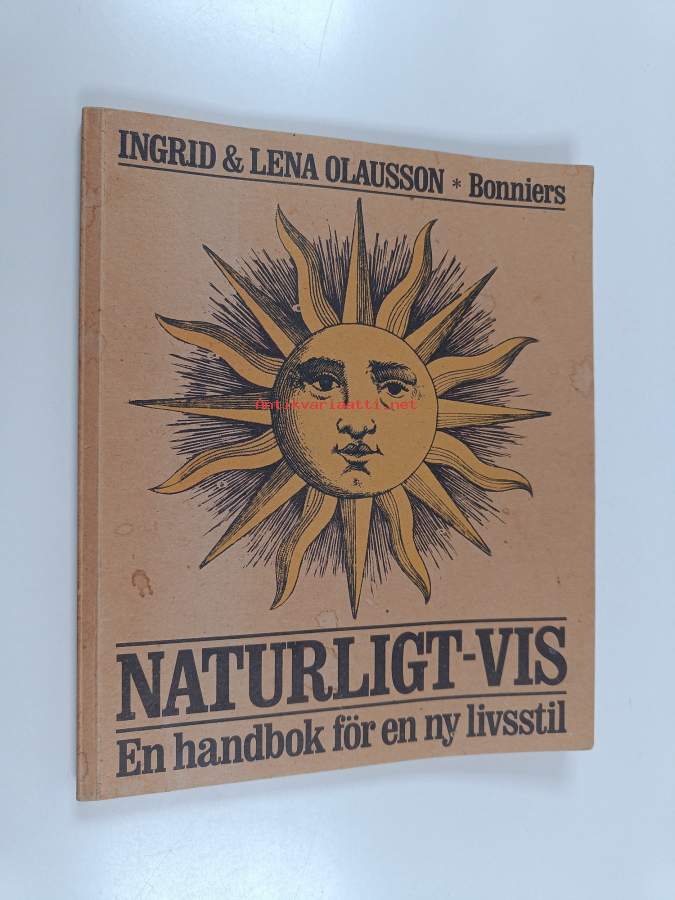 INGRID & LENA OLAUSSON * Bonniers
Antikvariaatti.net
NATURLIGT-VIS
En handbok för en ny livsstil